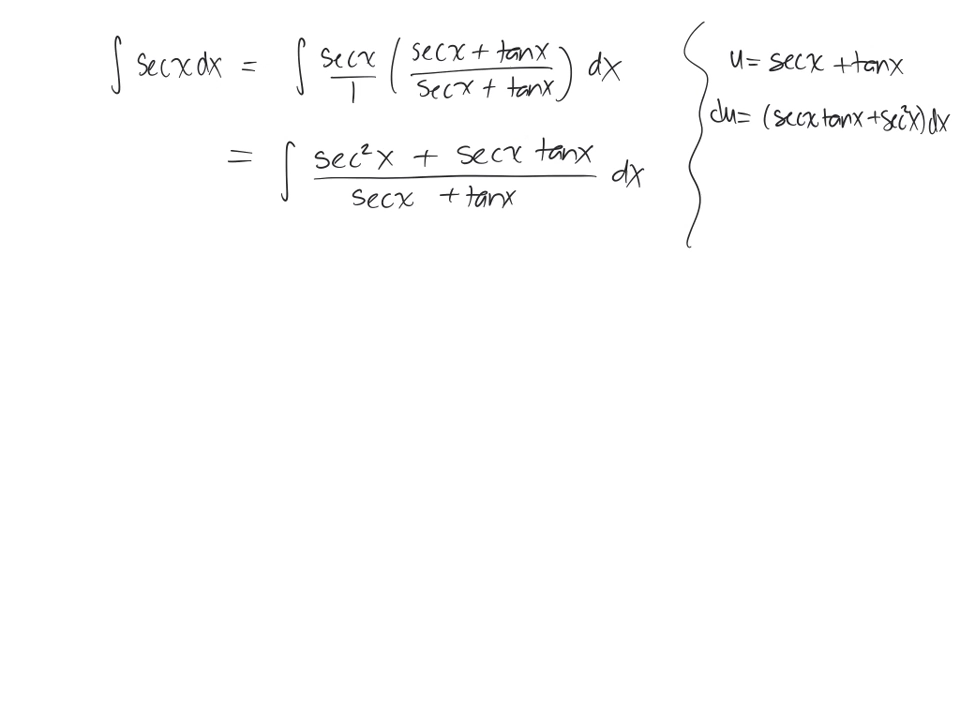 ∫ secx dx = ∫ secx/1 ( (secx + tanx)/(secx + tanx) ) dx
= ∫ (sec²x + secx tanx)/(secx + tanx) dx
u = secx + tanx
du = (secx tanx + sec²x) dx